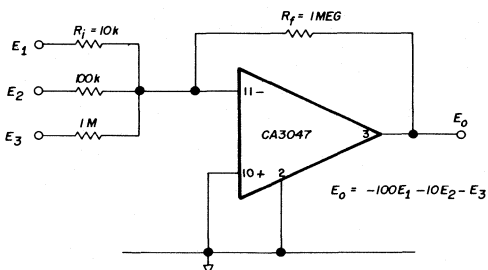 Ri = 10k
Rf = 1MEG
E1
100k
E2
1M
E3
11 -
CA3047
3
Eo
10 +
2
Eo = -100E1 -10E2 - E3